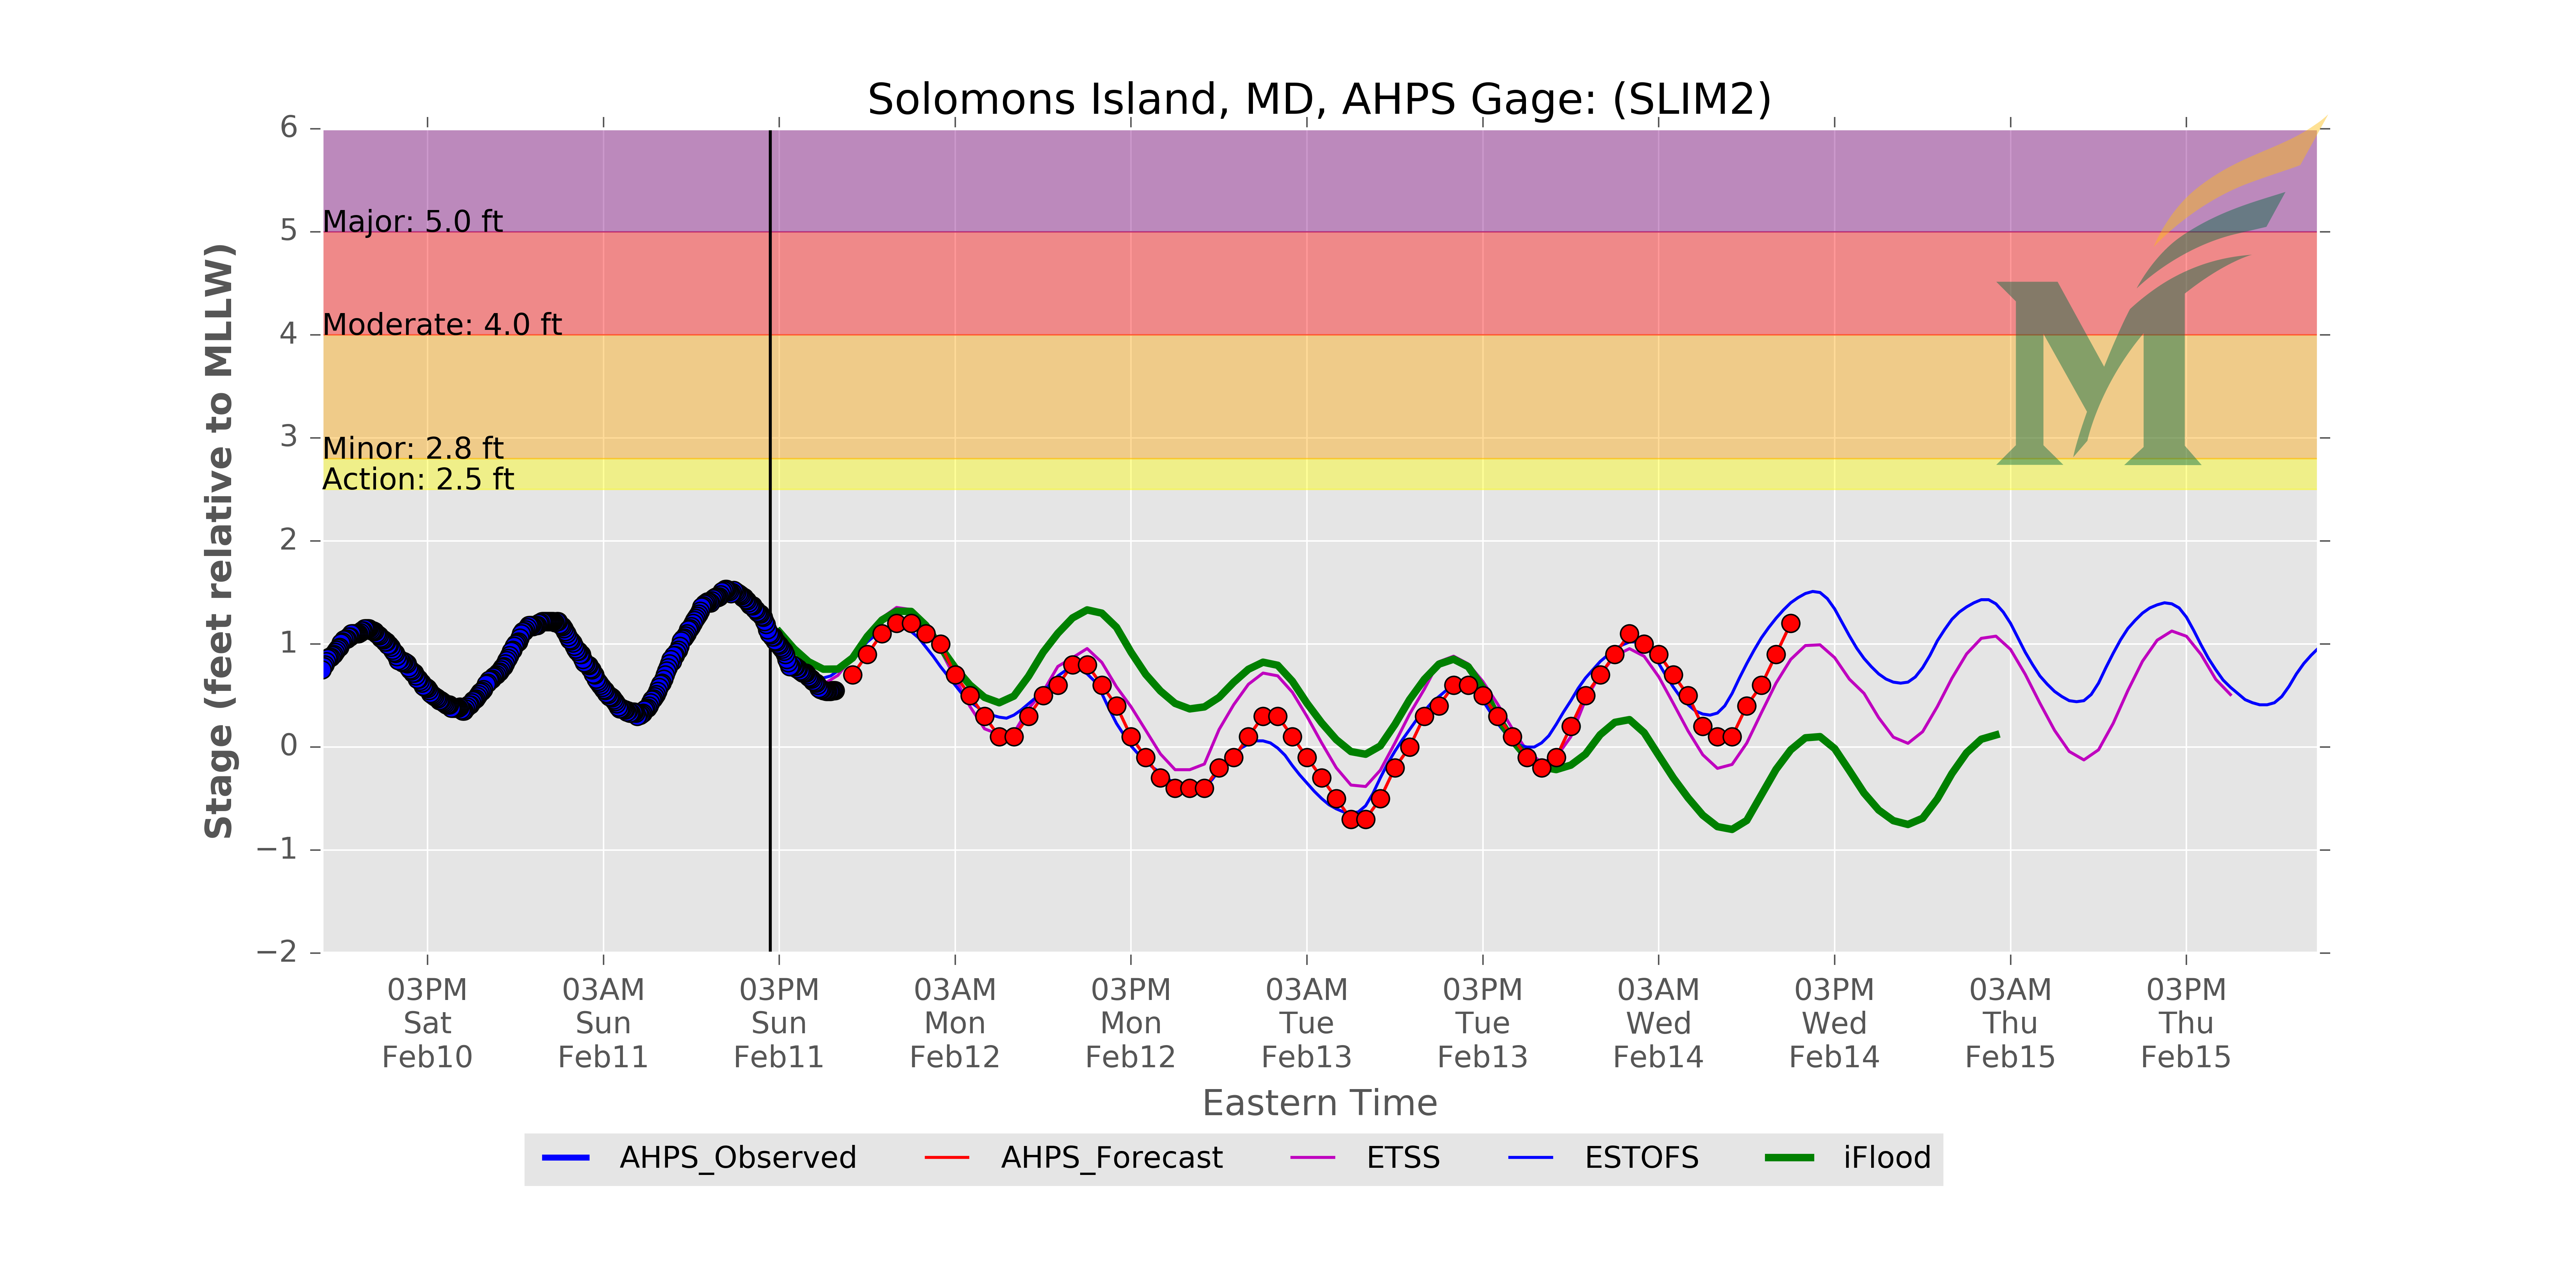 Solomons Island, MD, AHPS Gage: (SLIM2)
6
5
4
3
2
1
0
−1
−2
Stage (feet relative to MLLW)
Major: 5.0 ft
Moderate: 4.0 ft
Minor: 2.8 ft
Action: 2.5 ft
M
03PM 03AM 03PM 03AM 03PM 03AM 03PM 03AM 03PM 03AM 03PM
Sat Sun Sun Mon Mon Tue Tue Wed Wed Thu Thu
Feb10 Feb11 Feb11 Feb12 Feb12 Feb13 Feb13 Feb14 Feb14 Feb15 Feb15
Eastern Time
AHPS_Observed AHPS_Forecast ETSS ESTOFS iFlood